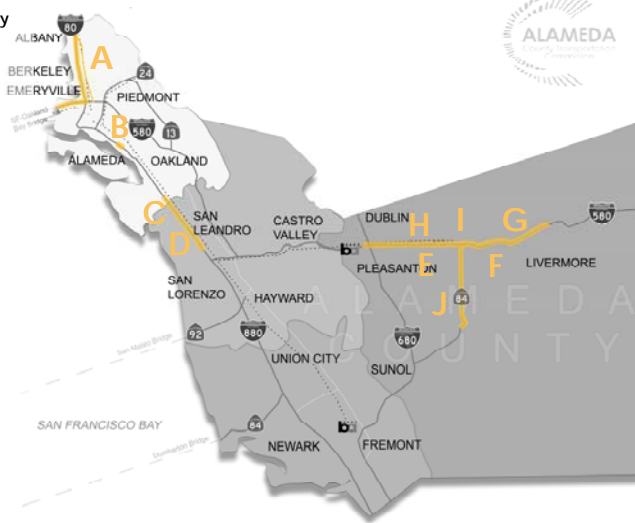 y
80
ALBANY
A
BERKELEY
24
EMERYVILLE
PIEDMONT
SF-Oakland
Bay Bridge
B
580
13
ALAMEDA
OAKLAND
ALAMEDA
County Transportation
Commission
C
SAN
LEANDRO
D
CASTRO
VALLEY
DUBLIN
H
I
G
580
PLEASANTON
E
F
LIVERMORE
SAN
LORENZO
HAYWARD
J
84
ALAMEDA
COUNTY
92
880
680
San Mateo Bridge
UNION CITY
SUNOL
SAN FRANCISCO BAY
84
Dumbarton Bridge
NEWARK
FREMONT